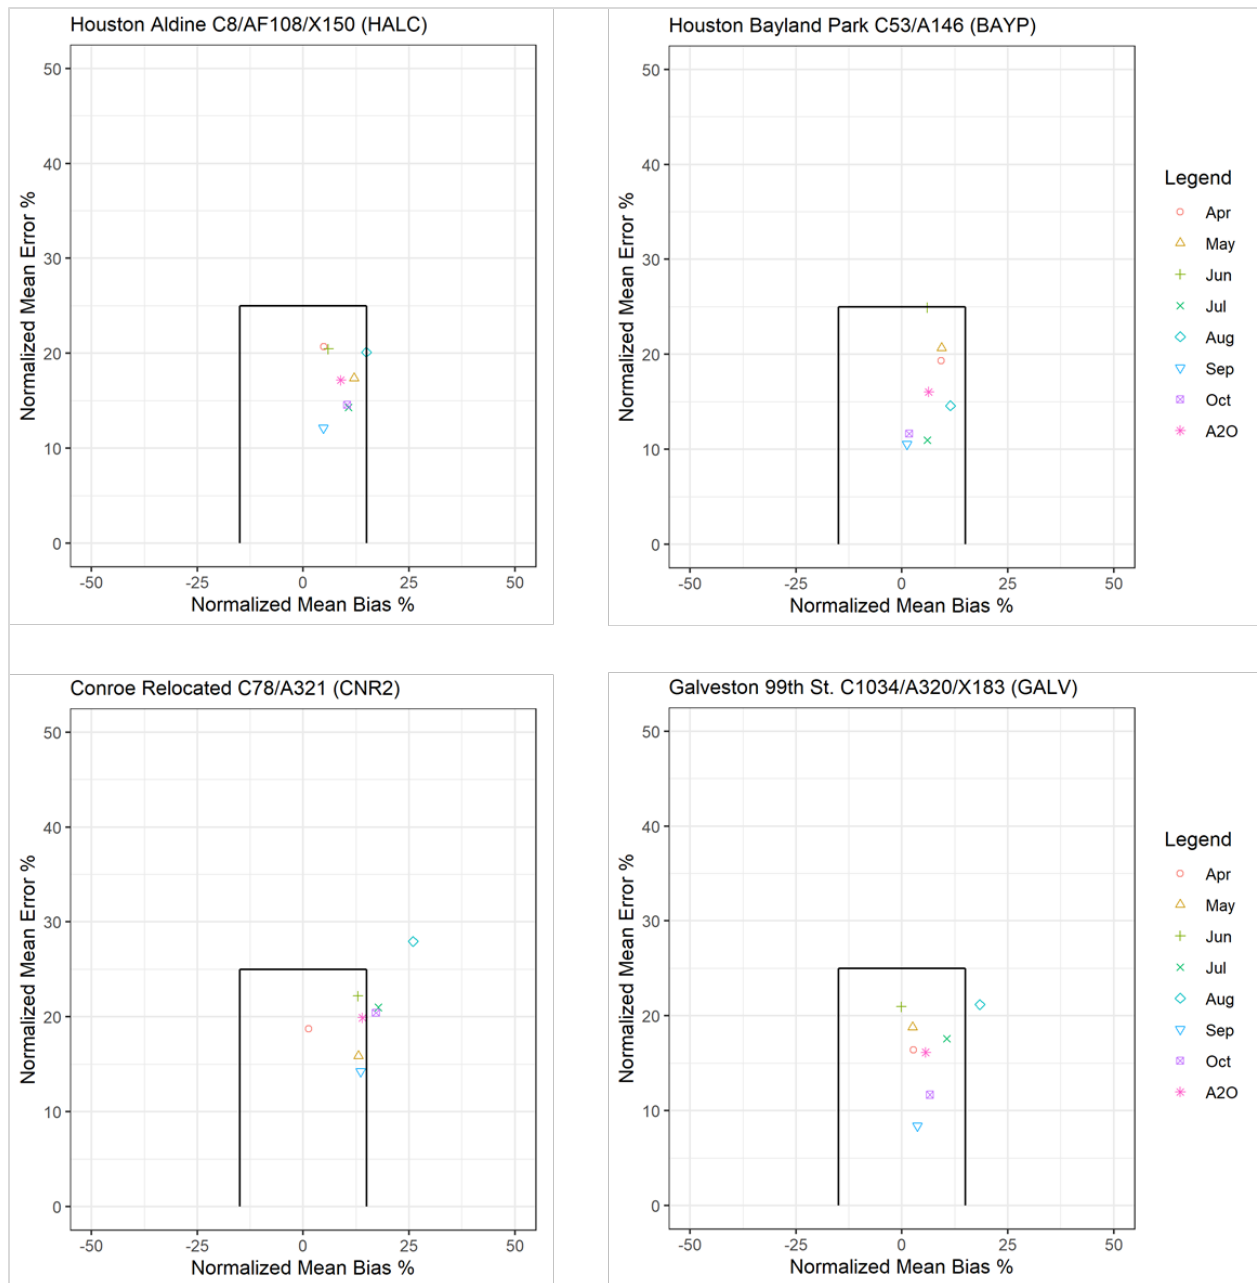 Houston Aldine C8/AF108/X150 (HALC)
50
40
30
20
10
0
Normalized Mean Error %
-50 -25 0 25 50
Normalized Mean Bias %
Houston Bayland Park C53/A146 (BAYP)
50
40
30
20
10
0
Normalized Mean Error %
-50 -25 0 25 50
Normalized Mean Bias %
Legend
Apr
May
Jun
Jul
Aug
Sep
Oct
A2O
Conroe Relocated C78/A321 (CNR2)
50
40
30
20
10
0
Normalized Mean Error %
-50 -25 0 25 50
Normalized Mean Bias %
Galveston 99th St. C1034/A320/X183 (GALV)
50
40
30
20
10
0
Normalized Mean Error %
-50 -25 0 25 50
Normalized Mean Bias %
Legend
Apr
May
Jun
Jul
Aug
Sep
Oct
A2O